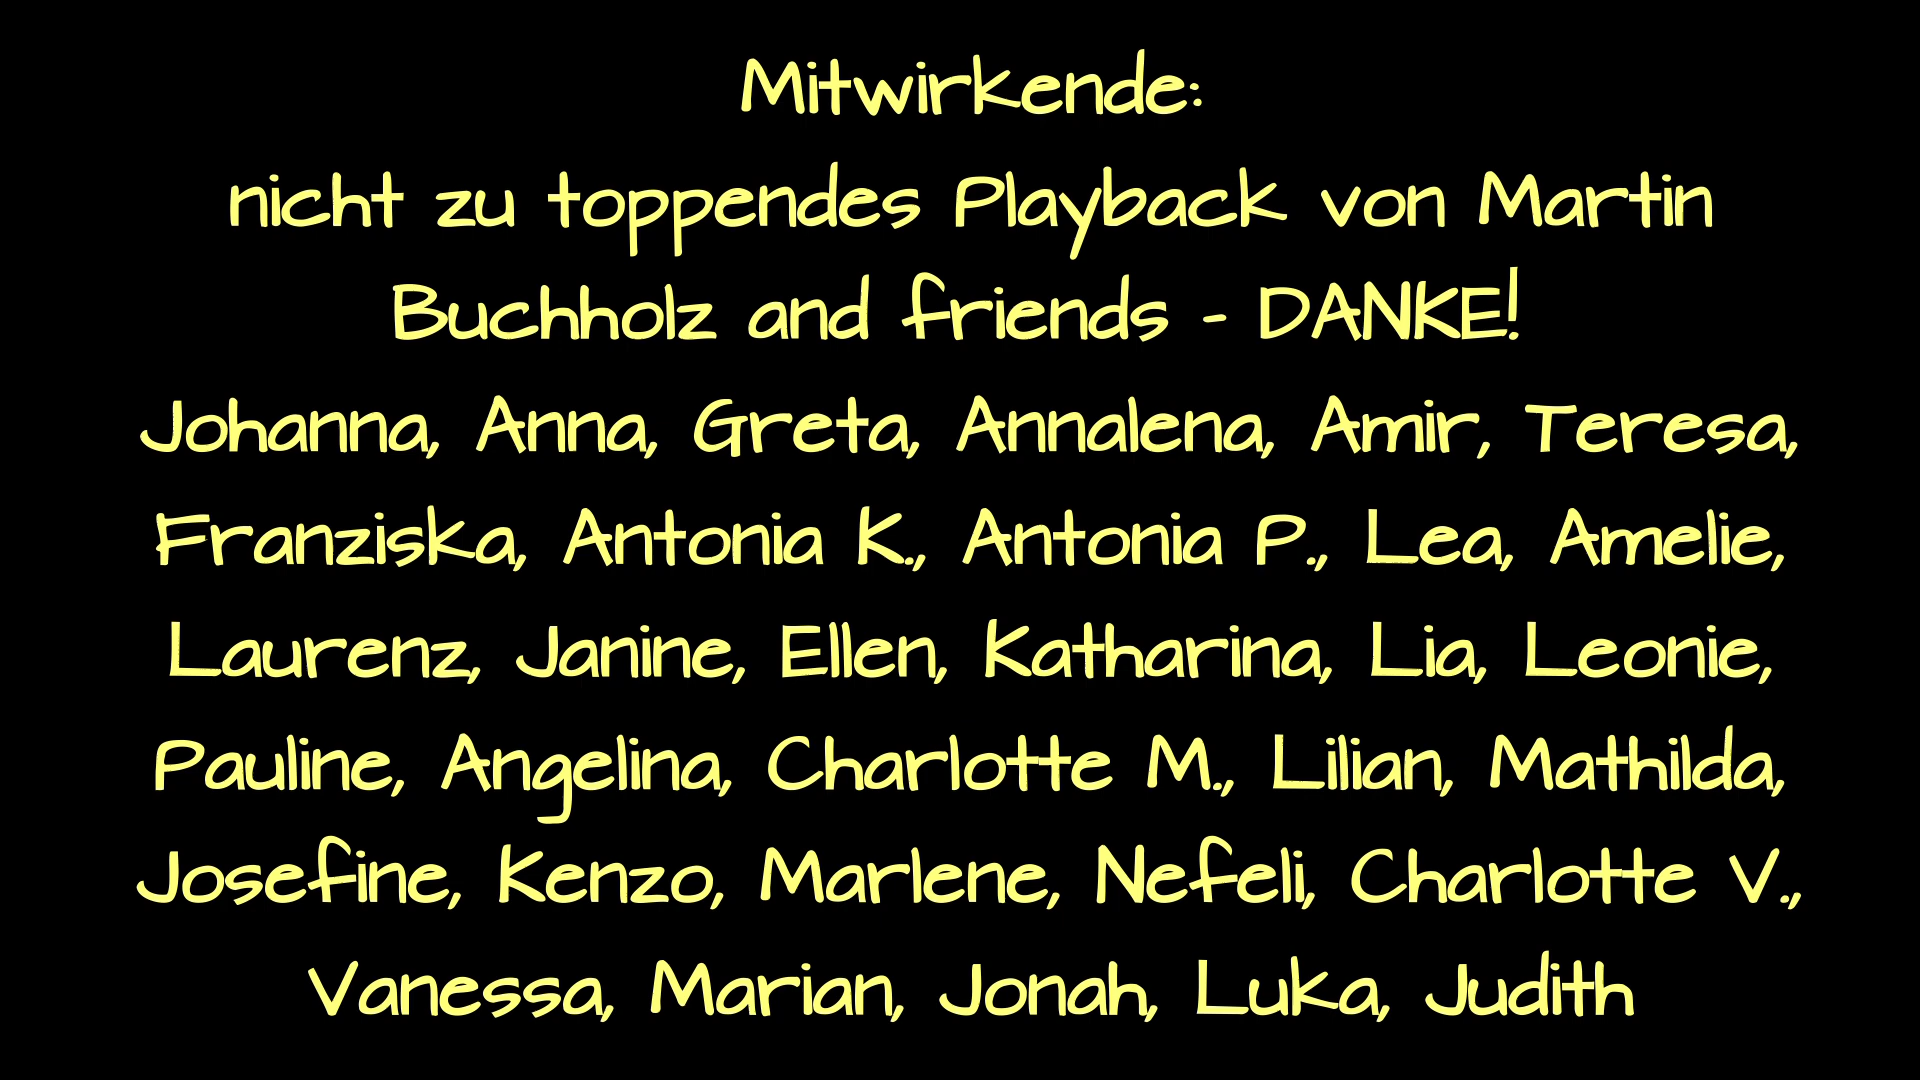 Mitwirkende:
nicht zu toppendes Playback von Martin
Buchholz and friends - DANKE!
Johanna, Anna, Greta, Annalena, Amir, Teresa,
Franziska, Antonia K., Antonia P., Lea, Amelie,
Laurenz, Janine, Ellen, Katharina, Lia, Leonie,
Pauline, Angelina, Charlotte M., Lilian, Mathilda,
Josefine, Kenzo, Marlene, Nefeli, Charlotte V.,
Vanessa, Marian, Jonah, Luka, Judith